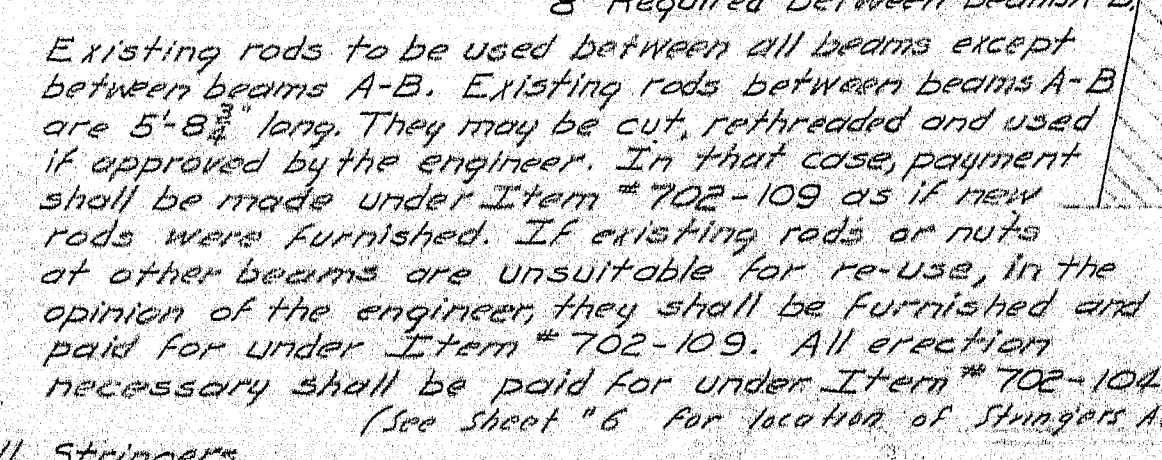 8 Required between beams
Existing rods to be used between all beams except
between beams A-B. Existing rods between beams A-B
are 5'-8¾" long. They may be cut, rethreaded and used
if approved by the engineer. In that case, payment
shall be made under Item #702-109 as if new
rods were furnished. If existing rods or nuts
at other beams are unsuitable for re-use, in the
opinion of the engineer, they shall be furnished and
paid for under Item #702-109. All erection
necessary shall be paid for under Item #702-104
(See Sheet #6 for location of Stringers A
Stringers